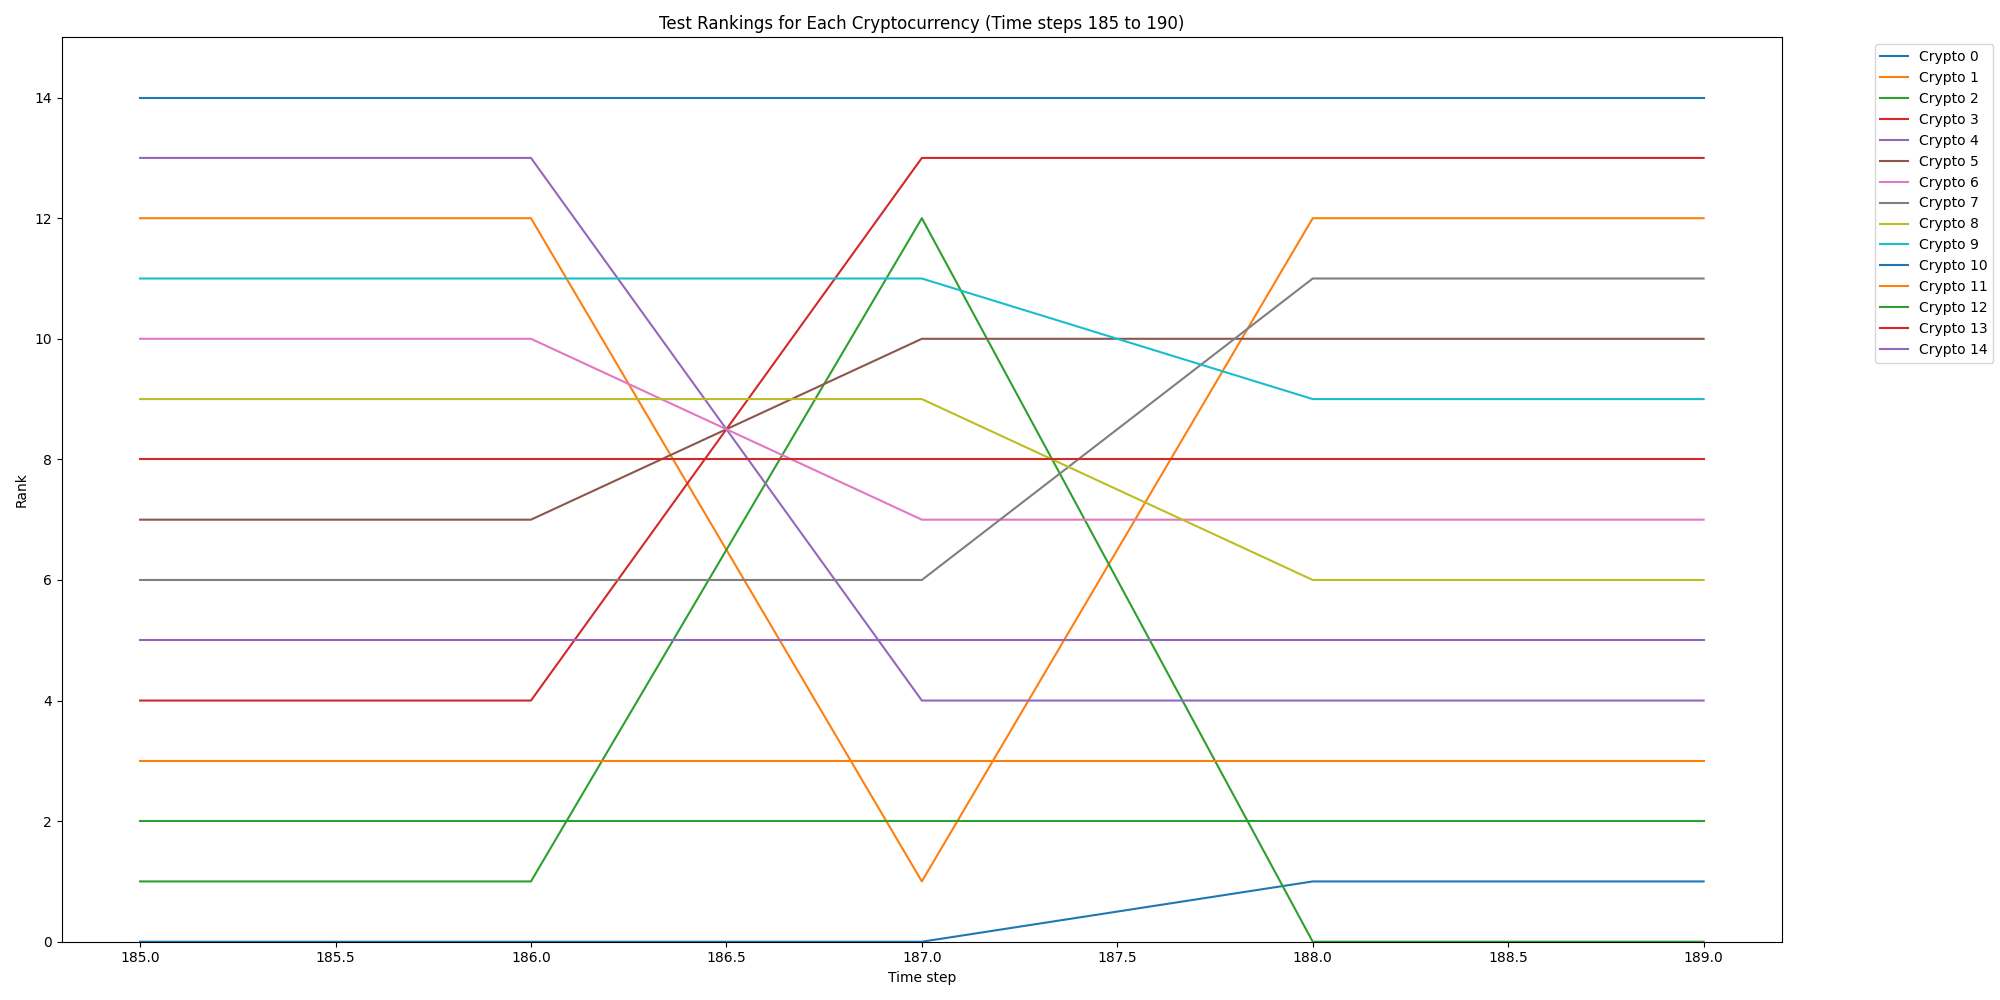 Test Rankings for Each Cryptocurrency (Time steps 185 to 190)
Rank
14
12
10
8
6
4
2
0
185.0 185.5 186.0 186.5 187.0 187.5 188.0 188.5 189.0
Time step
Crypto 0
Crypto 1
Crypto 2
Crypto 3
Crypto 4
Crypto 5
Crypto 6
Crypto 7
Crypto 8
Crypto 9
Crypto 10
Crypto 11
Crypto 12
Crypto 13
Crypto 14